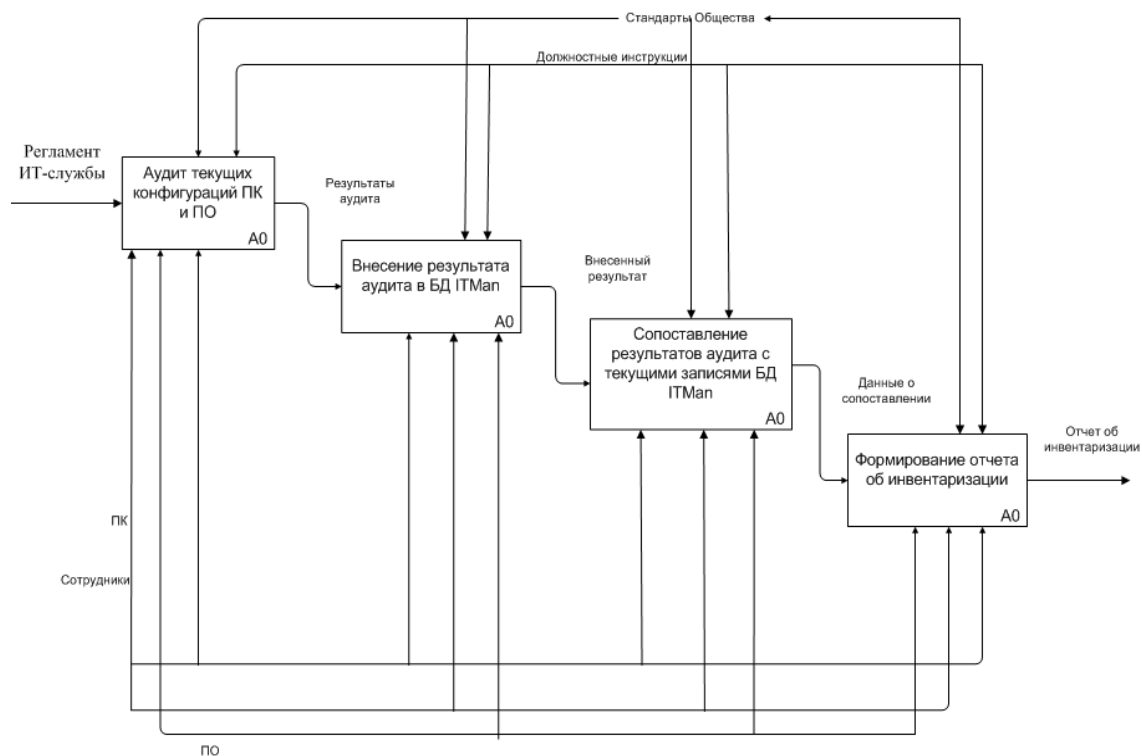 Стандарты Общества
Должностные инструкции
Регламент
ИТ-службы
Аудит текущих
конфигураций ПК
и ПО
A0
Результаты
аудита
Внесение результата
аудита в БД ITMan
A0
Внесенный
результат
Сопоставление
результатов аудита с
текущими записями БД
ITMan
A0
Данные о
сопоставлении
Формирование отчета
об инвентаризации
A0
Отчет об
инвентаризации
ПК
Сотрудники
ПО